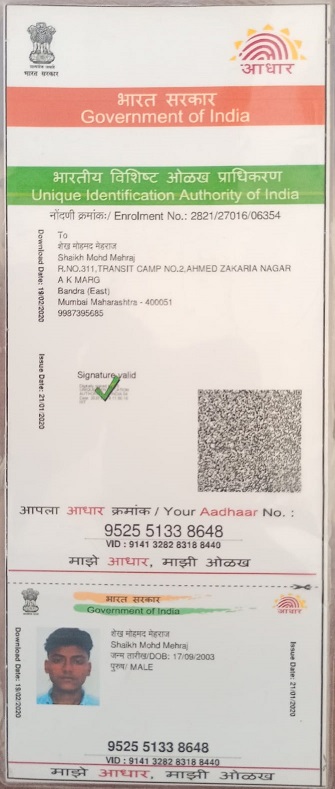 भारत सरकार
आधार
भारत सरकार
Government of India
भारतीय विशिष्ट ओळख प्राधिकरण
Unique Identification Authority of India
नोंदणी क्रमांक:/ Enrolment No.: 2821/27016/06354
Download Date: 19/02/2020
Issue Date: 21/01/2020
To
शेख मोहमद मेहराज
Shaikh Mohd Mehraj
R.NO.311,TRANSIT CAMP NO.2,AHMED ZAKARIA NAGAR
A K MARG
Bandra (East)
Mumbai Maharashtra - 400051
9987395685
Signature valid
आपला आधार क्रमांक / Your Aadhaar No. :
9525 5133 8648
VID : 9141 3282 8318 8440
माझे आधार, माझी ओळख
भारत सरकार
Government of India
Download Date: 19/02/2020
शेख मोहमद मेहराज
Shaikh Mohd Mehraj
जन्म तारीख/DOB: 17/09/2003
पुरुष/ MALE
Issue Date: 21/01/2020
9525 5133 8648
VID : 9141 3282 8318 8440
माझे आधार, माझी ओळख